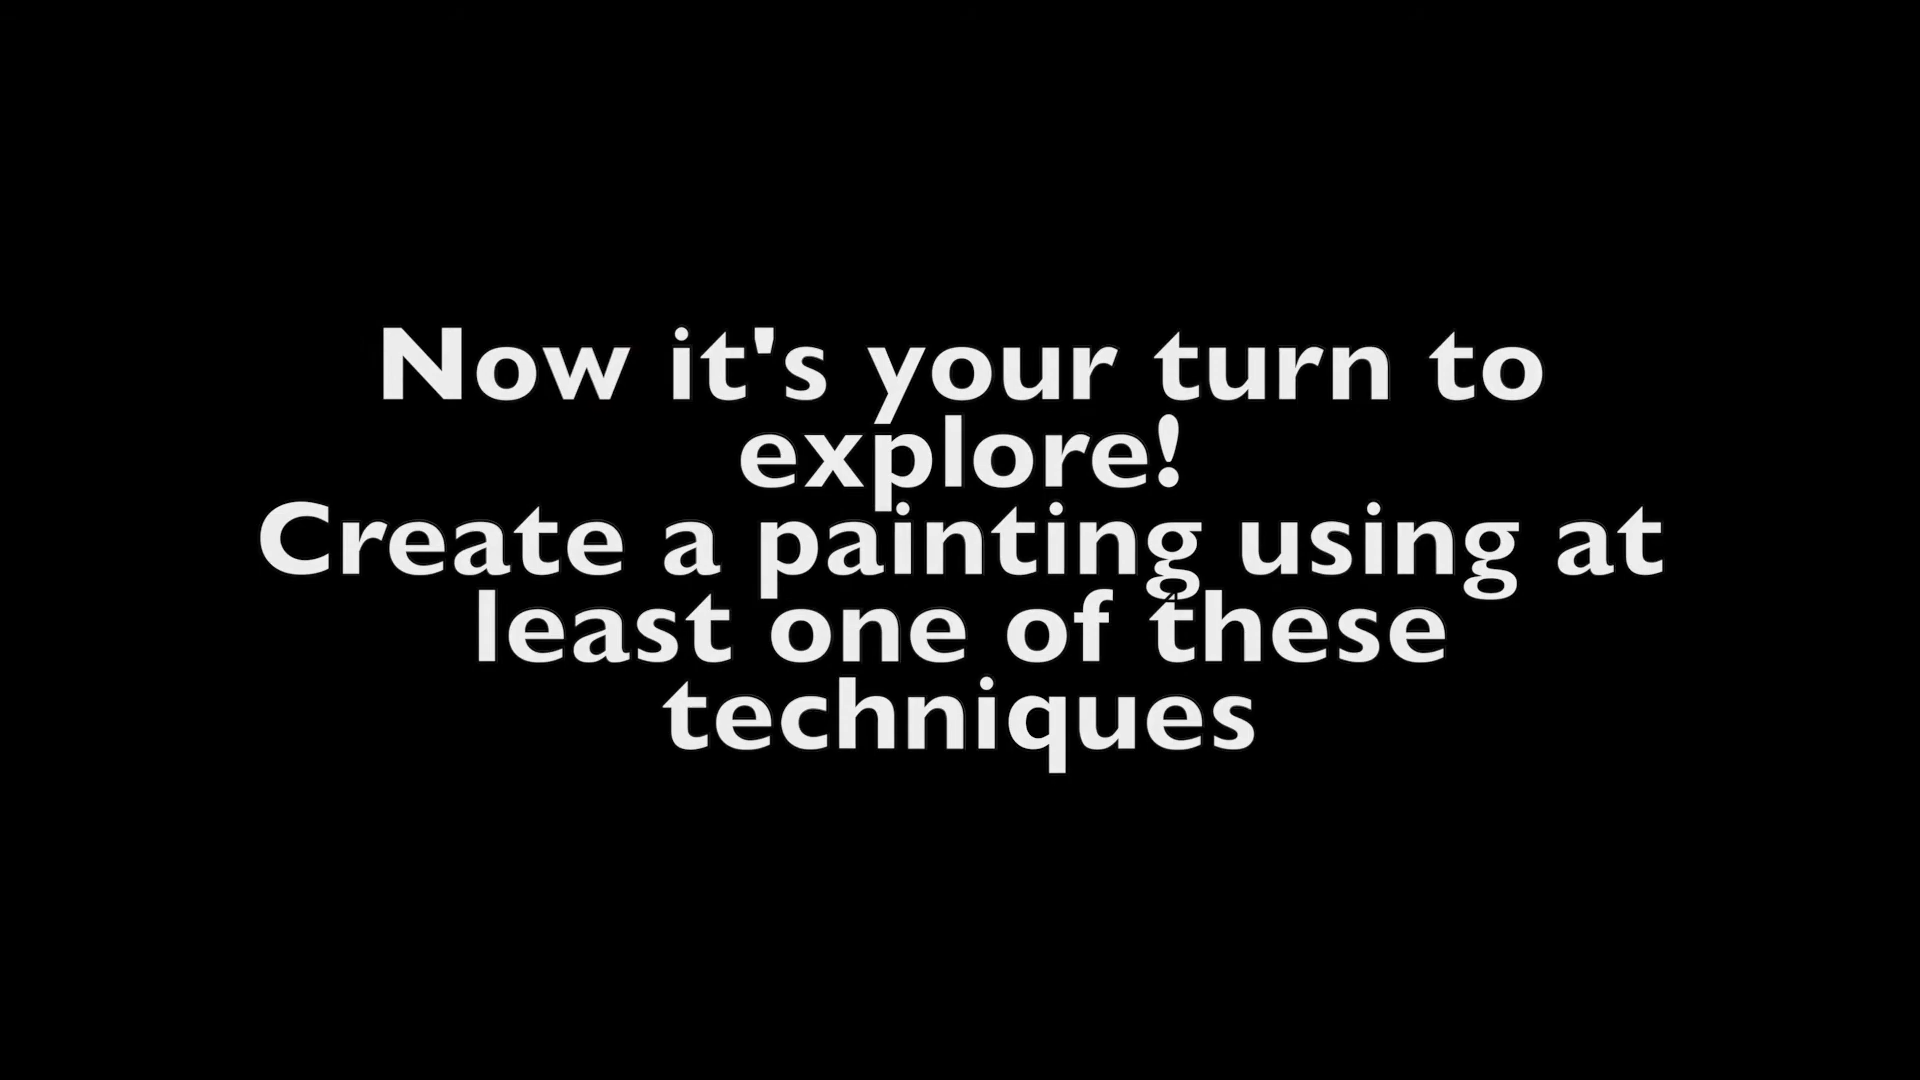 Now it's your turn to
explore!
Create a painting using at
least one of these
techniques